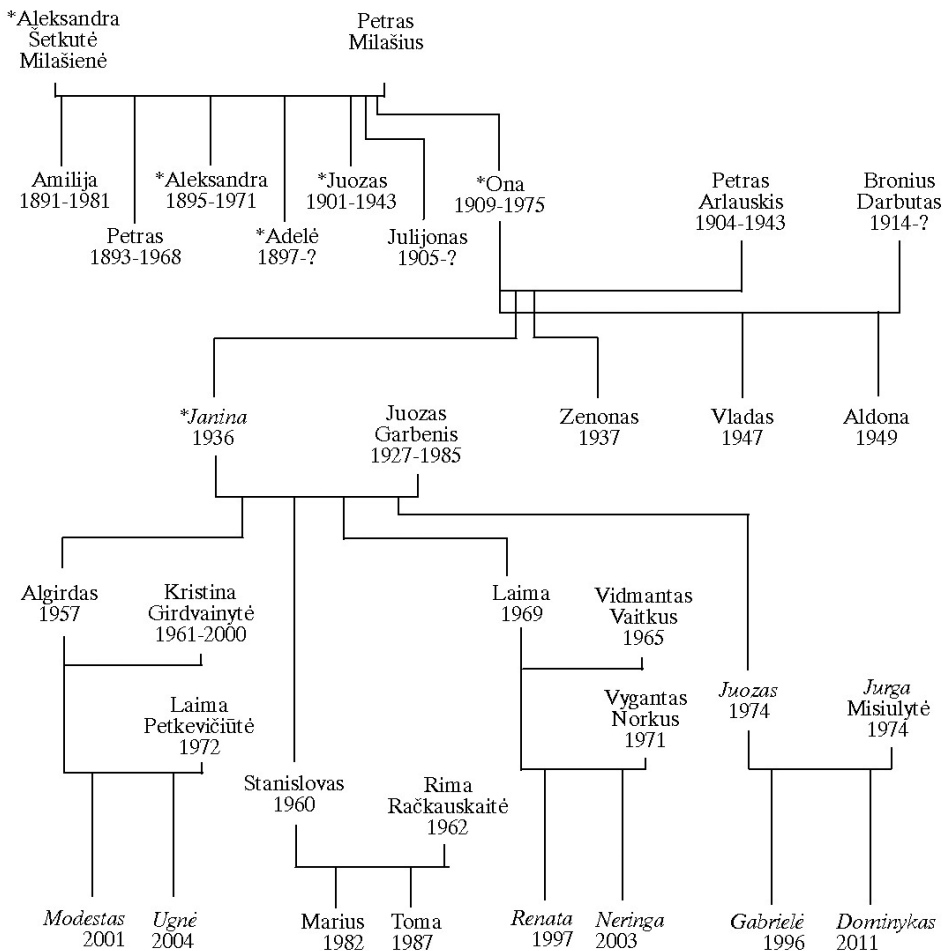 *Aleksandra
Šetkutė
Milašienė
Petras
Milašius
Amilija
1891-1981
*Aleksandra
1895-1971
*Juozas
1901-1943
*Ona
1909-1975
Petras
Arlauskis
1904-1943
Bronius
Darbutas
1914-?
Petras
1893-1968
*Adelė
1897-?
Julijonas
1905-?
*Janina
1936
Juozas
Garbenis
1927-1985
Zenonas
1937
Vladas
1947
Aldona
1949
Algirdas
1957
Kristina
Girdvainytė
1961-2000
Laima
1969
Vidmantas
Vaitkus
1965
Laima
Petkevičiūtė
1972
Vygantas
Norkus
1971
Juozas
1974
Jurga
Misiulytė
1974
Stanislovas
1960
Rima
Račkauskaitė
1962
Modestas
2001
Ugnė
2004
Marius
1982
Toma
1987
Renata
1997
Neringa
2003
Gabrielė
1996
Dominykas
2011